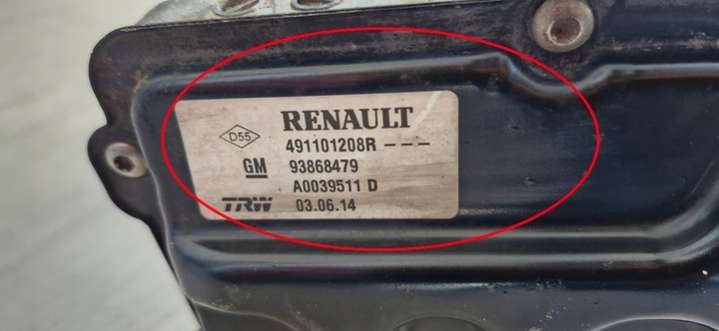 D55 RENAULT
491101208R ---
GM 93868479
A0039511 D
TRW 03.06.14